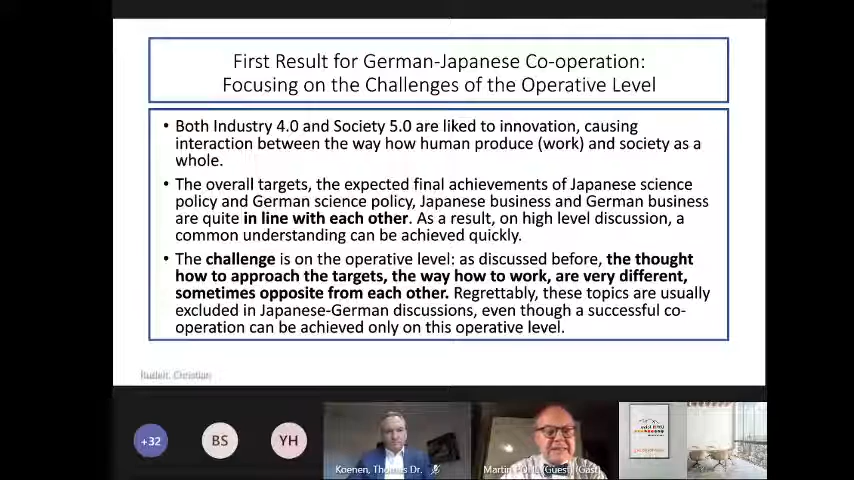 First Result for German-Japanese Co-operation:
Focusing on the Challenges of the Operative Level
• Both Industry 4.0 and Society 5.0 are liked to innovation, causing
interaction between the way how human produce (work) and society as a
whole.
• The overall targets, the expected final achievements of Japanese science
policy and German science policy, Japanese business and German business
are quite in line with each other. As a result, on high level discussion, a
common understanding can be achieved quickly.
• The challenge is on the operative level: as discussed before, the thought
how to approach the targets, the way how to work, are very different,
sometimes opposite from each other. Regrettably, these topics are usually
excluded in Japanese-German discussions, even though a successful co-
operation can be achieved only on this operative level.
Christian
+32
BS
YH
Koenen, Thomas Dr.
Martin (Guest) (Gast)